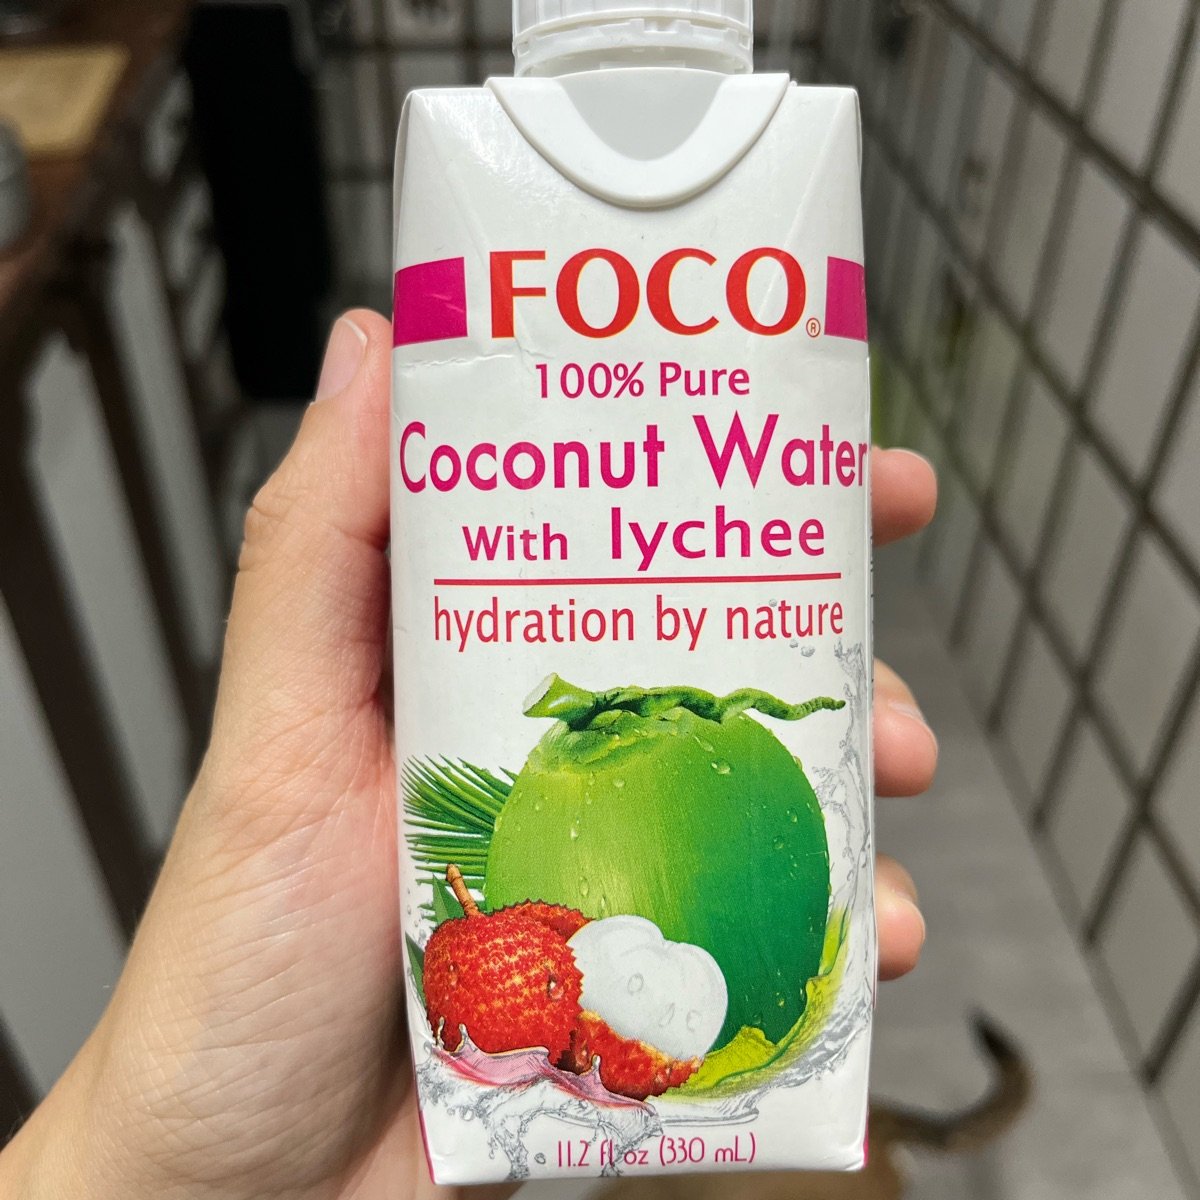 FOCO®
100% Pure
Coconut Water
With lychee
hydration by nature
11.2 fl oz (330 mL)